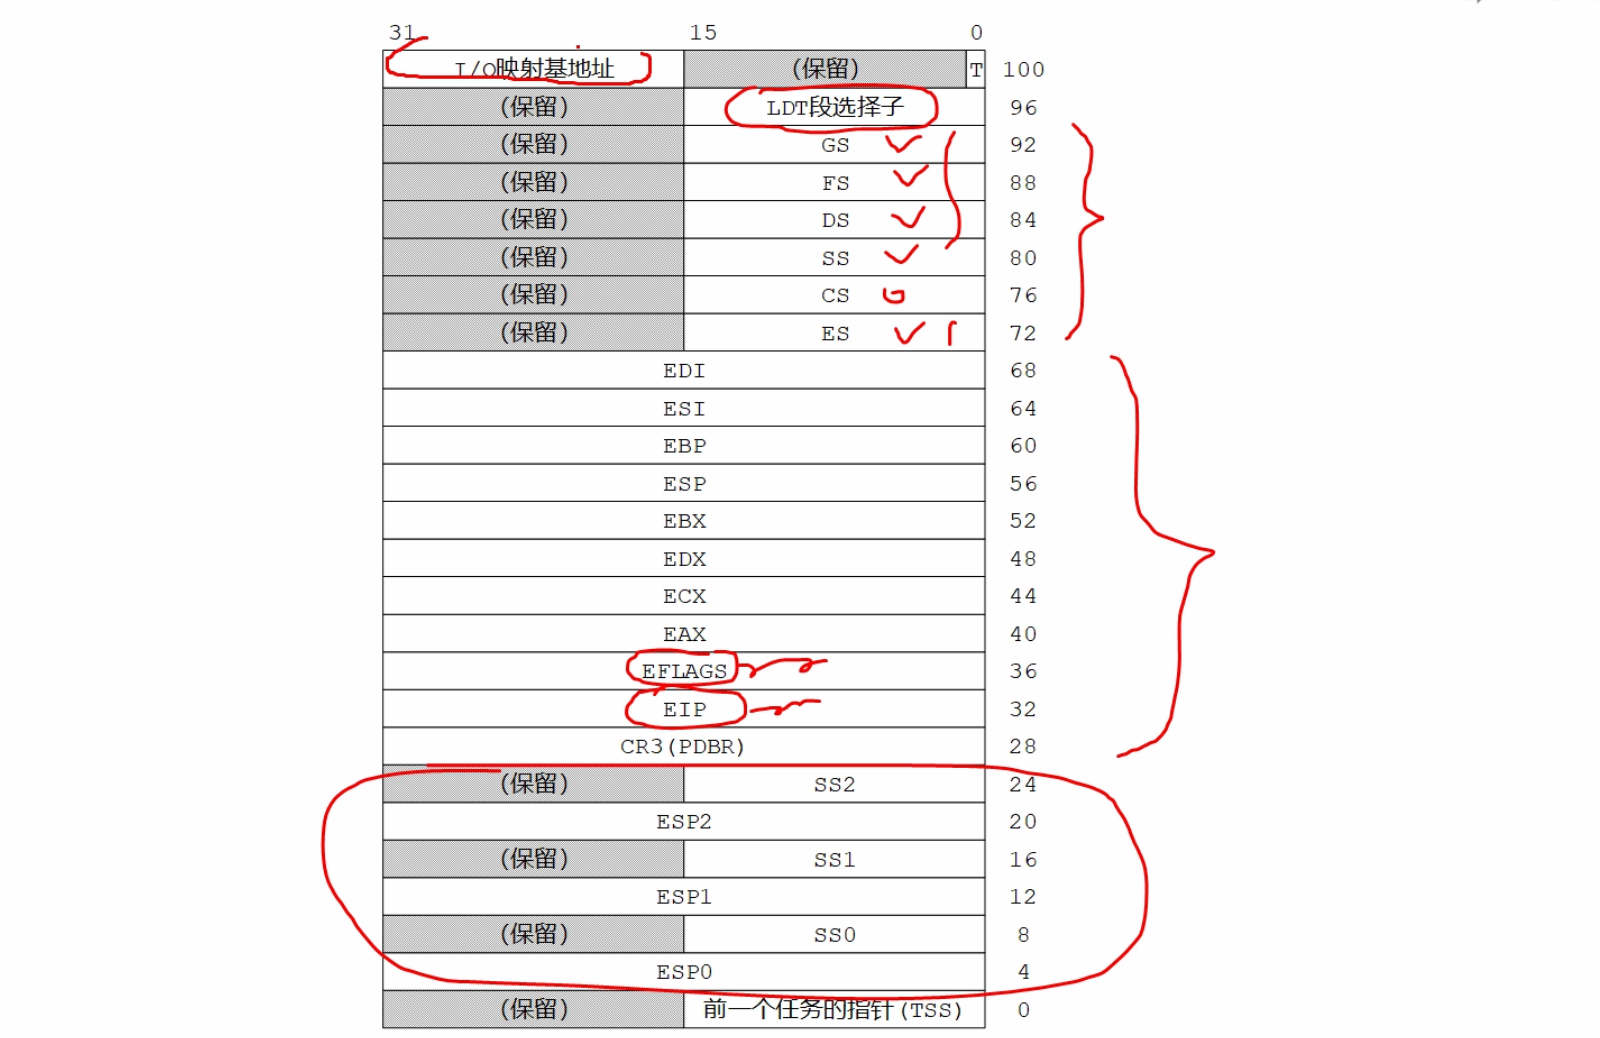 31 15 0
I/O映射基地址 (保留) T 100
(保留) LDT段选择子 96
(保留) GS 92
(保留) FS 88
(保留) DS 84
(保留) SS 80
(保留) CS 76
(保留) ES 72
EDI 68
ESI 64
EBP 60
ESP 56
EBX 52
EDX 48
ECX 44
EAX 40
EFLAGS 36
EIP 32
CR3(PDBR) 28
(保留) SS2 24
ESP2 20
(保留) SS1 16
ESP1 12
(保留) SS0 8
ESP0 4
(保留) 前一个任务的指针(TSS) 0